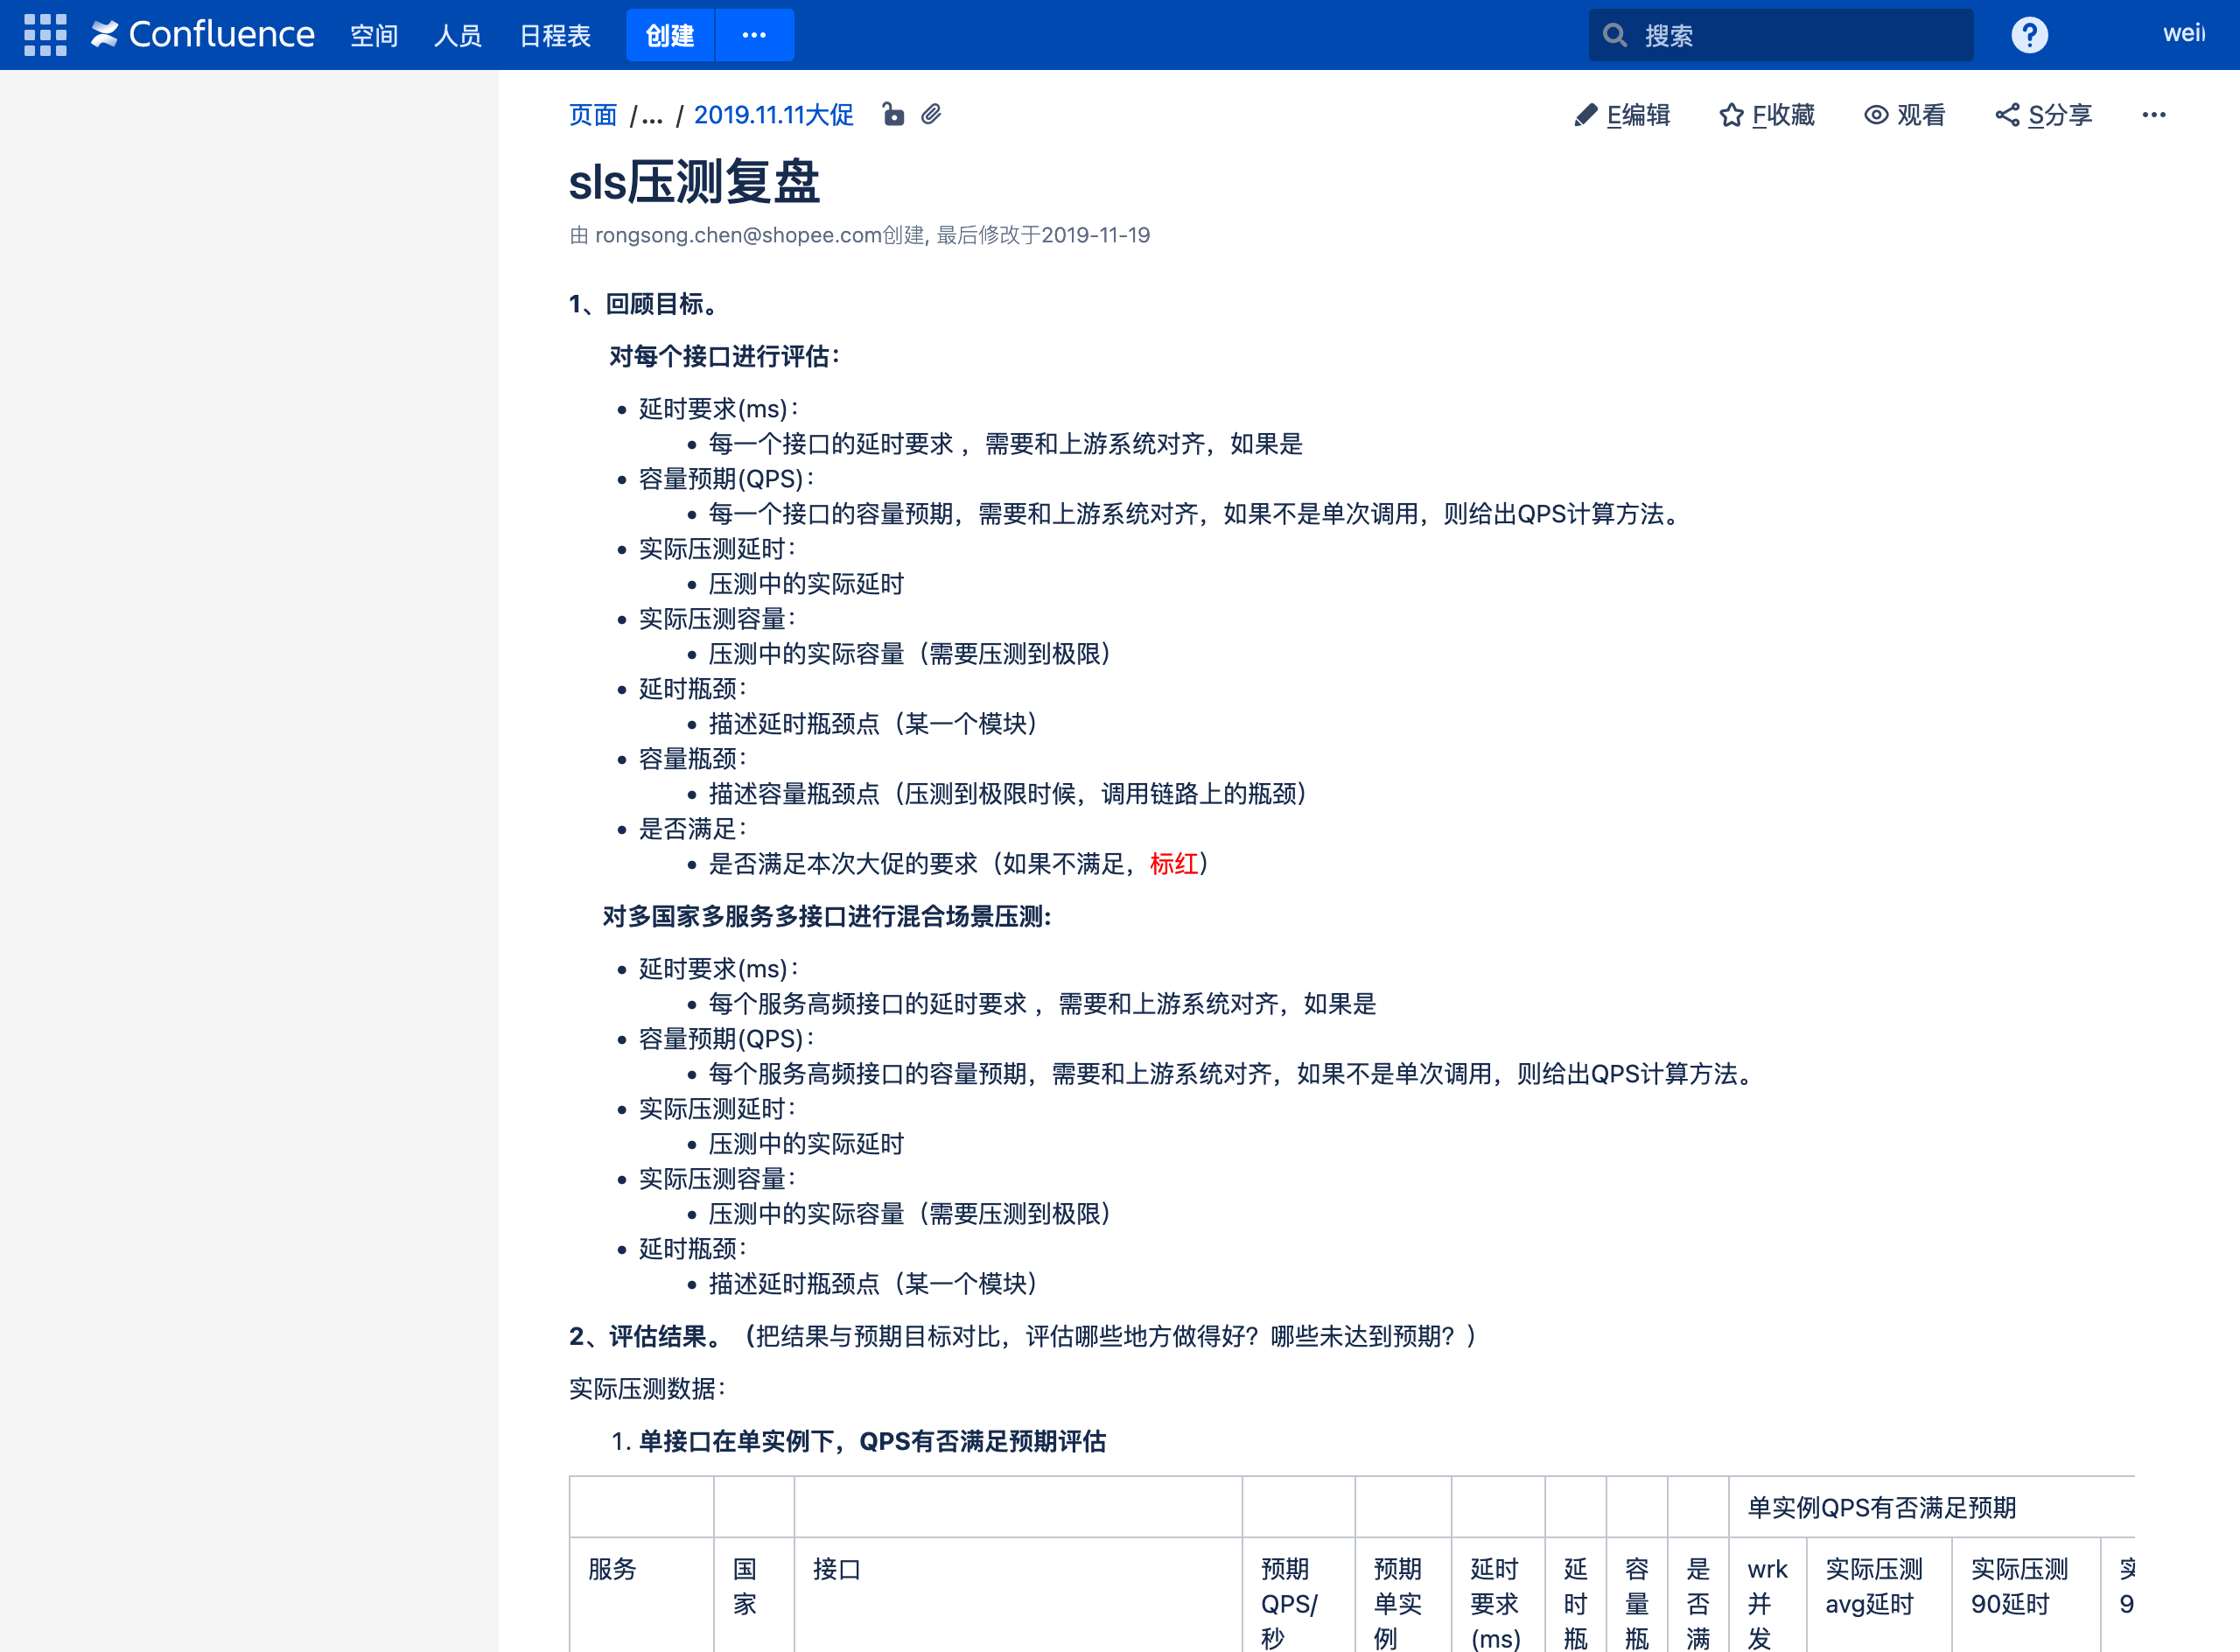 Confluence 空间 人员 日程表 创建 ··· 搜索 ? wei
页面 /... / 2019.11.11大促 E编辑 F收藏 观看 S分享 ···
sls压测复盘
由 rongsong.chen@shopee.com创建, 最后修改于2019-11-19
1、回顾目标。
对每个接口进行评估：
• 延时要求(ms)：
• 每一个接口的延时要求 ，需要和上游系统对齐，如果是
• 容量预期(QPS)：
• 每一个接口的容量预期，需要和上游系统对齐，如果不是单次调用，则给出QPS计算方法。
• 实际压测延时：
• 压测中的实际延时
• 实际压测容量：
• 压测中的实际容量（需要压测到极限）
• 延时瓶颈：
• 描述延时瓶颈点（某一个模块）
• 容量瓶颈：
• 描述容量瓶颈点（压测到极限时候，调用链路上的瓶颈）
• 是否满足：
• 是否满足本次大促的要求（如果不满足，标红）
对多国家多服务多接口进行混合场景压测:
• 延时要求(ms)：
• 每个服务高频接口的延时要求 ，需要和上游系统对齐，如果是
• 容量预期(QPS)：
• 每个服务高频接口的容量预期，需要和上游系统对齐，如果不是单次调用，则给出QPS计算方法。
• 实际压测延时：
• 压测中的实际延时
• 实际压测容量：
• 压测中的实际容量（需要压测到极限）
• 延时瓶颈：
• 描述延时瓶颈点（某一个模块）
2、评估结果。（把结果与预期目标对比，评估哪些地方做得好？哪些未达到预期？）
实际压测数据：
1. 单接口在单实例下，QPS有否满足预期评估
单实例QPS有否满足预期
服务 国 接口 预期 预期 延时 延 容 是 wrk 实际压测 实际压测
家 QPS/ 单实 要求 时 量 否 并 avg延时 90延时 9
秒 例 (ms) 瓶 瓶 满 发